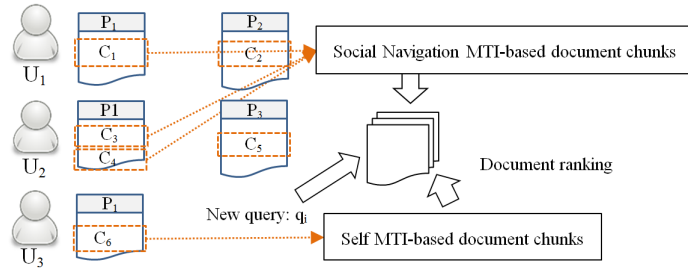 P₁
P₂
C₁
C₂
Social Navigation MTI-based document chunks
U₁
P1
P₃
C₃
C₄
C₅
U₂
Document ranking
P₁
New query: qᵢ
C₆
Self MTI-based document chunks
U₃